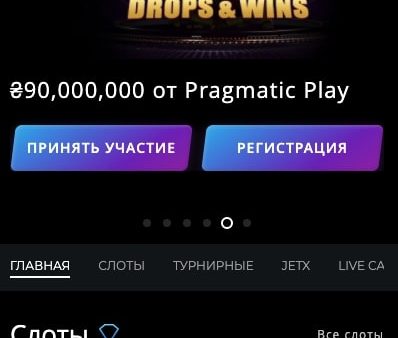 DROPS & WINS
₴90,000,000 от Pragmatic Play
ПРИНЯТЬ УЧАСТИЕ
РЕГИСТРАЦИЯ
ГЛАВНАЯ СЛОТЫ ТУРНИРНЫЕ JETX LIVE CA
Слоты Все слоты